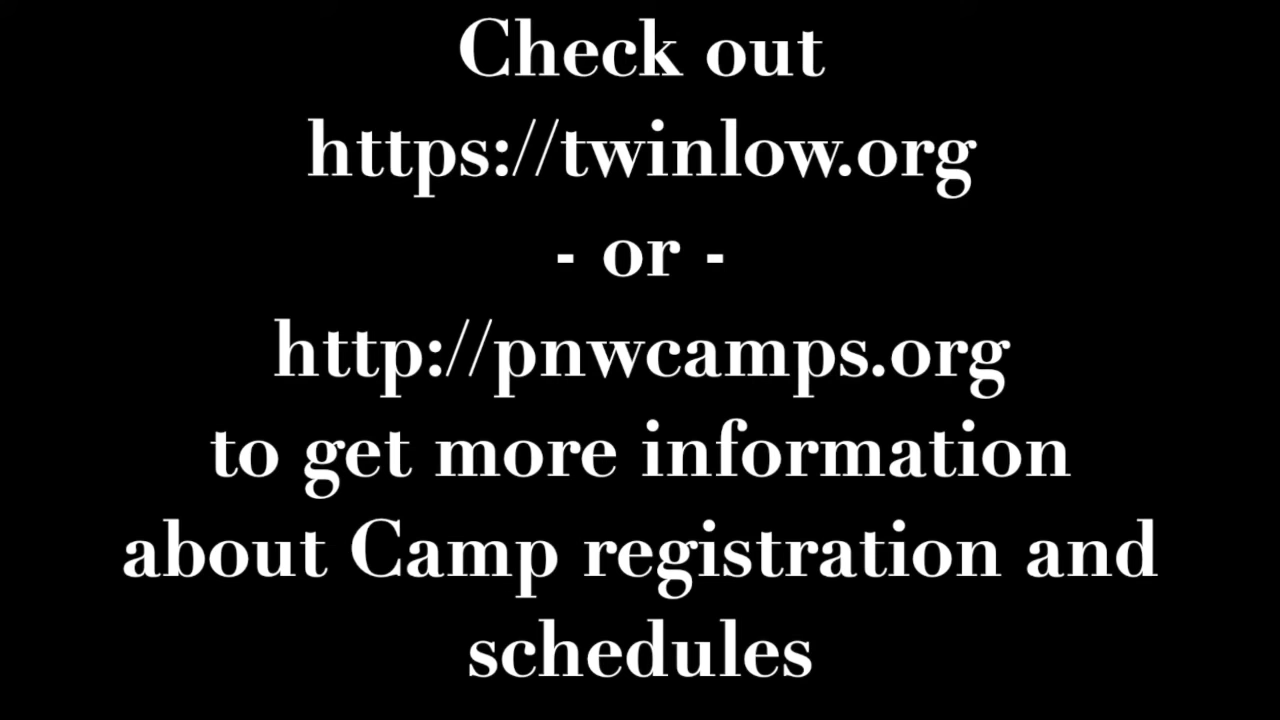 Check out
https://twinlow.org
- or -
http://pnwcamps.org
to get more information
about Camp registration and
schedules